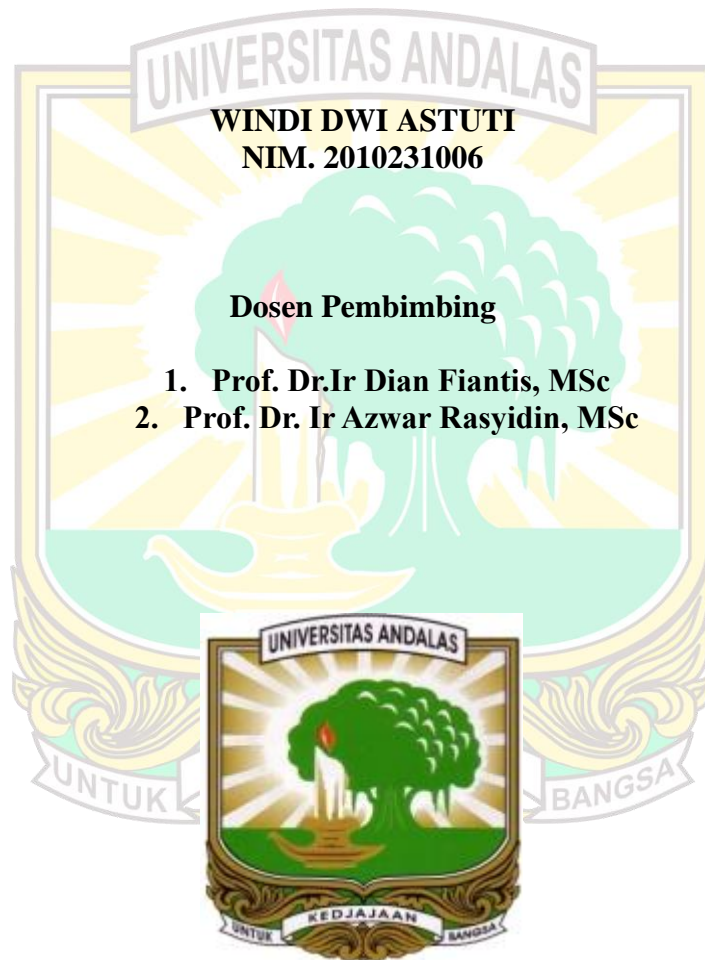 UNIVERSITAS ANDALAS
WINDI DWI ASTUTI
NIM. 2010231006
Dosen Pembimbing
1. Prof. Dr.Ir Dian Fiantis, MSc
2. Prof. Dr. Ir Azwar Rasyidin, MSc
UNIVERSITAS ANDALAS
UNTUK
BANGSA
KEDJAJAAN
UNTUK
BANGSA